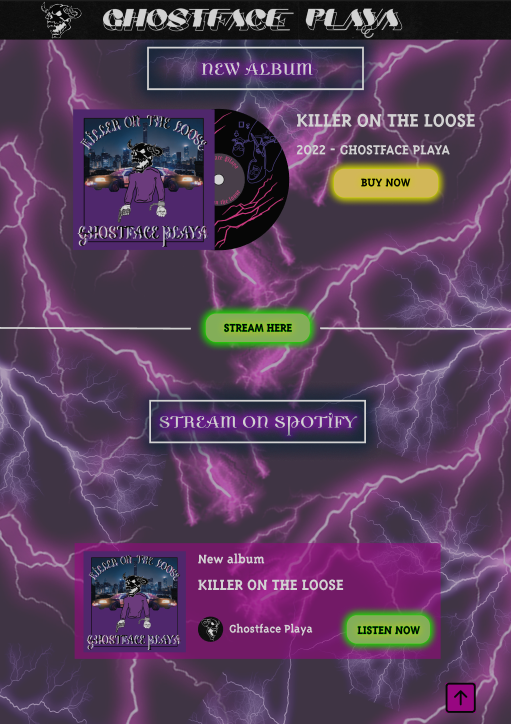 GHOSTFACE PLAYA
NEW ALBUM
KILLER ON THE LOOSE
GHOSTFACE PLAYA
KILLER ON THE LOOSE
2022 - GHOSTFACE PLAYA
BUY NOW
STREAM HERE
STREAM ON SPOTIFY
KILLER ON THE LOOSE
GHOSTFACE PLAYA
New album
KILLER ON THE LOOSE
Ghostface Playa
LISTEN NOW